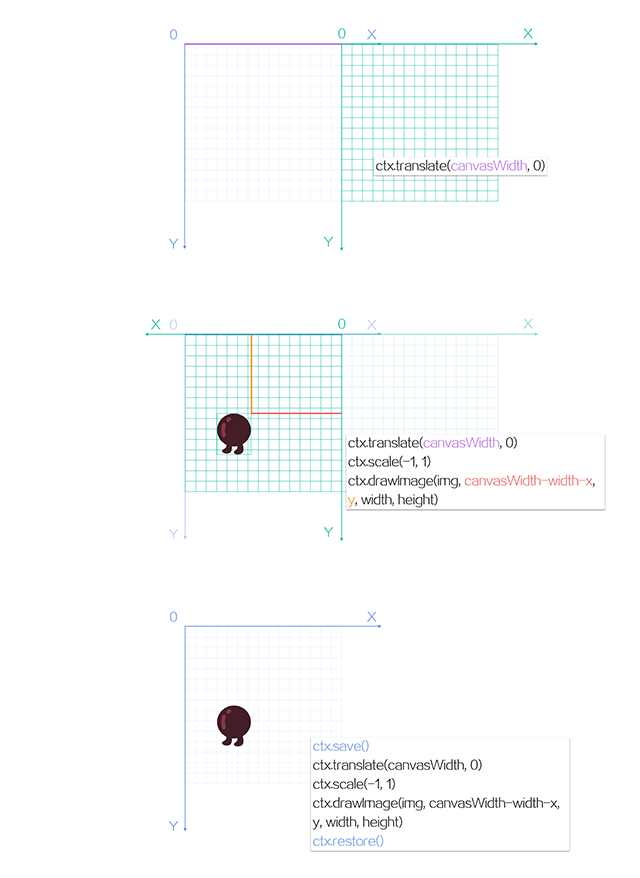 0 0 X X
ctx.translate(canvasWidth, 0)
Y Y
X 0 0 X X
ctx.translate(canvasWidth, 0)
ctx.scale(-1, 1)
ctx.drawImage(img, canvasWidth-width-x,
y, width, height)
Y Y
0 X
ctx.save()
ctx.translate(canvasWidth, 0)
ctx.scale(-1, 1)
ctx.drawImage(img, canvasWidth-width-x,
y, width, height)
Y
ctx.restore()